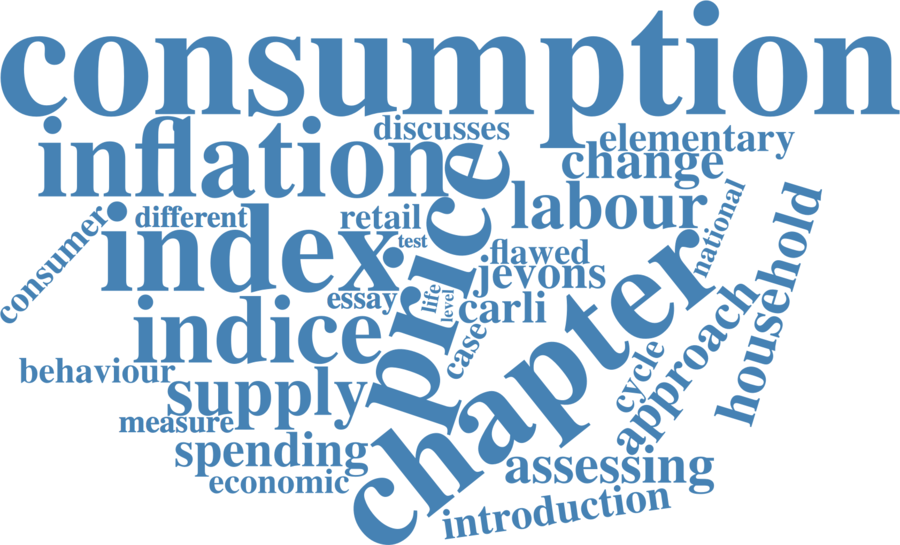 consumption
discusses
elementary
inflation
change
price
labour
different
retail
consumer
index
test
national
household
flawed
jevons
essay
life
level
carli
indice
case
chapter
behaviour
supply
cycle
approach
measure
spending
assessing
economic
introduction